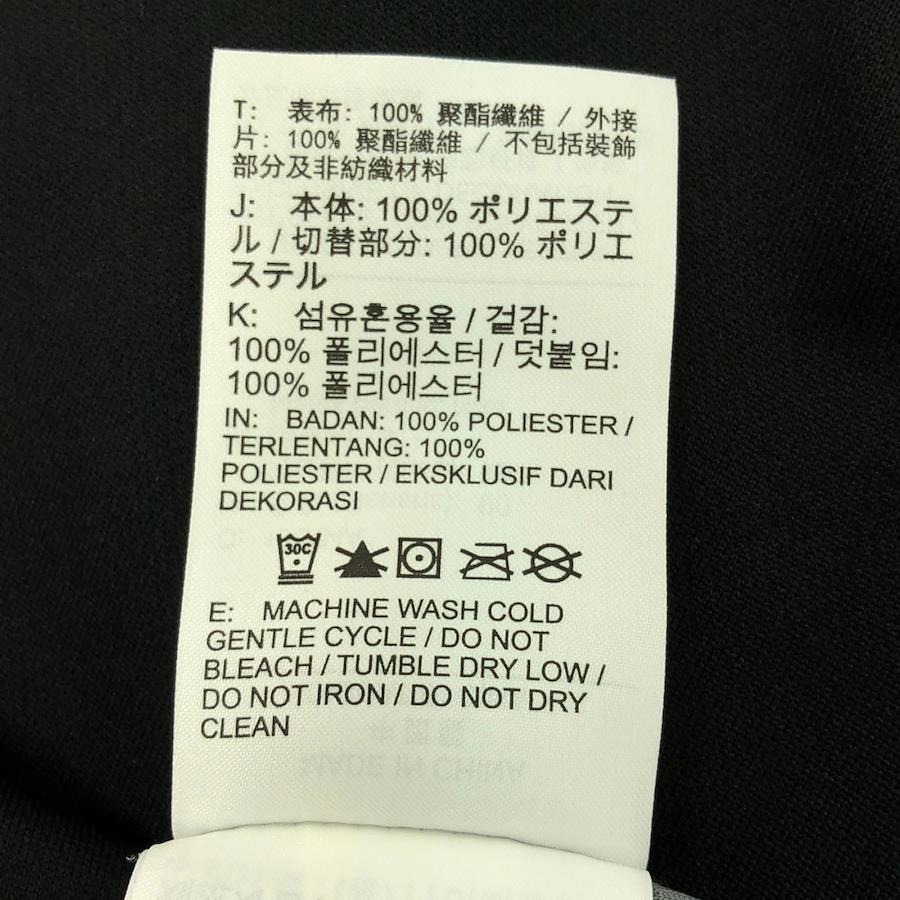 T: 表布: 100% 聚酯纖維 / 外接
片: 100% 聚酯纖維 / 不包括裝飾
部分及非紡織材料
J: 本体: 100% ポリエステ
ル / 切替部分: 100% ポリエ
ステル
K: 섬유혼용율 / 겉감:
100% 폴리에스터 / 덧붙임:
100% 폴리에스터
IN: BADAN: 100% POLIESTER /
TERLENTANG: 100%
POLIESTER / EKSKLUSIF DARI
DEKORASI
30C
E: MACHINE WASH COLD
GENTLE CYCLE / DO NOT
BLEACH / TUMBLE DRY LOW /
DO NOT IRON / DO NOT DRY
CLEAN
MADE IN CHINA